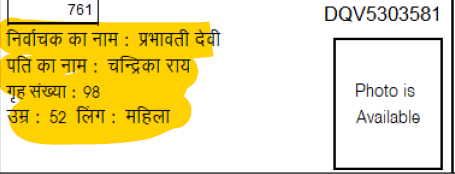 761
DQV5303581
निर्वाचक का नाम : प्रभावती देवी
पति का नाम : चन्द्रिका राय
गृह संख्या : 98
उम्र : 52 लिंग : महिला
Photo is
Available